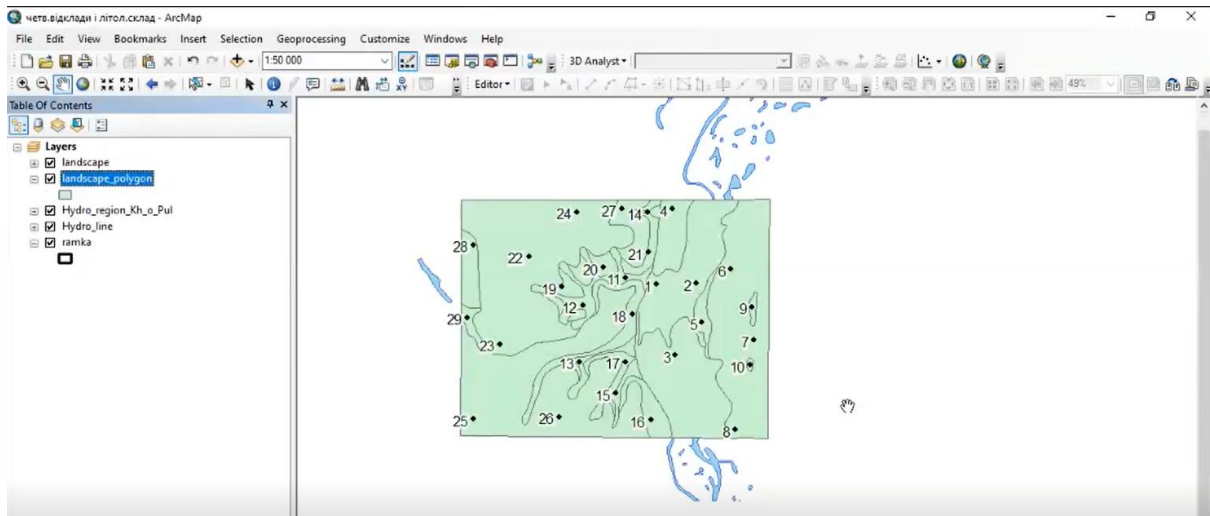 четв.відклади і літол.склад - ArcMap
File Edit View Bookmarks Insert Selection Geoprocessing Customize Windows Help
1:50 000
3D Analyst
Editor
49%
Table Of Contents
Layers
landscape
landscape_polygon
Hydro_region_Kh_o_Pul
Hydro_line
ramka
24 27 14 4
28
22 21
20 6
19 11 1 2
12 9
29 18 5
23 7
3
13 17 10
15
25 26 16
8